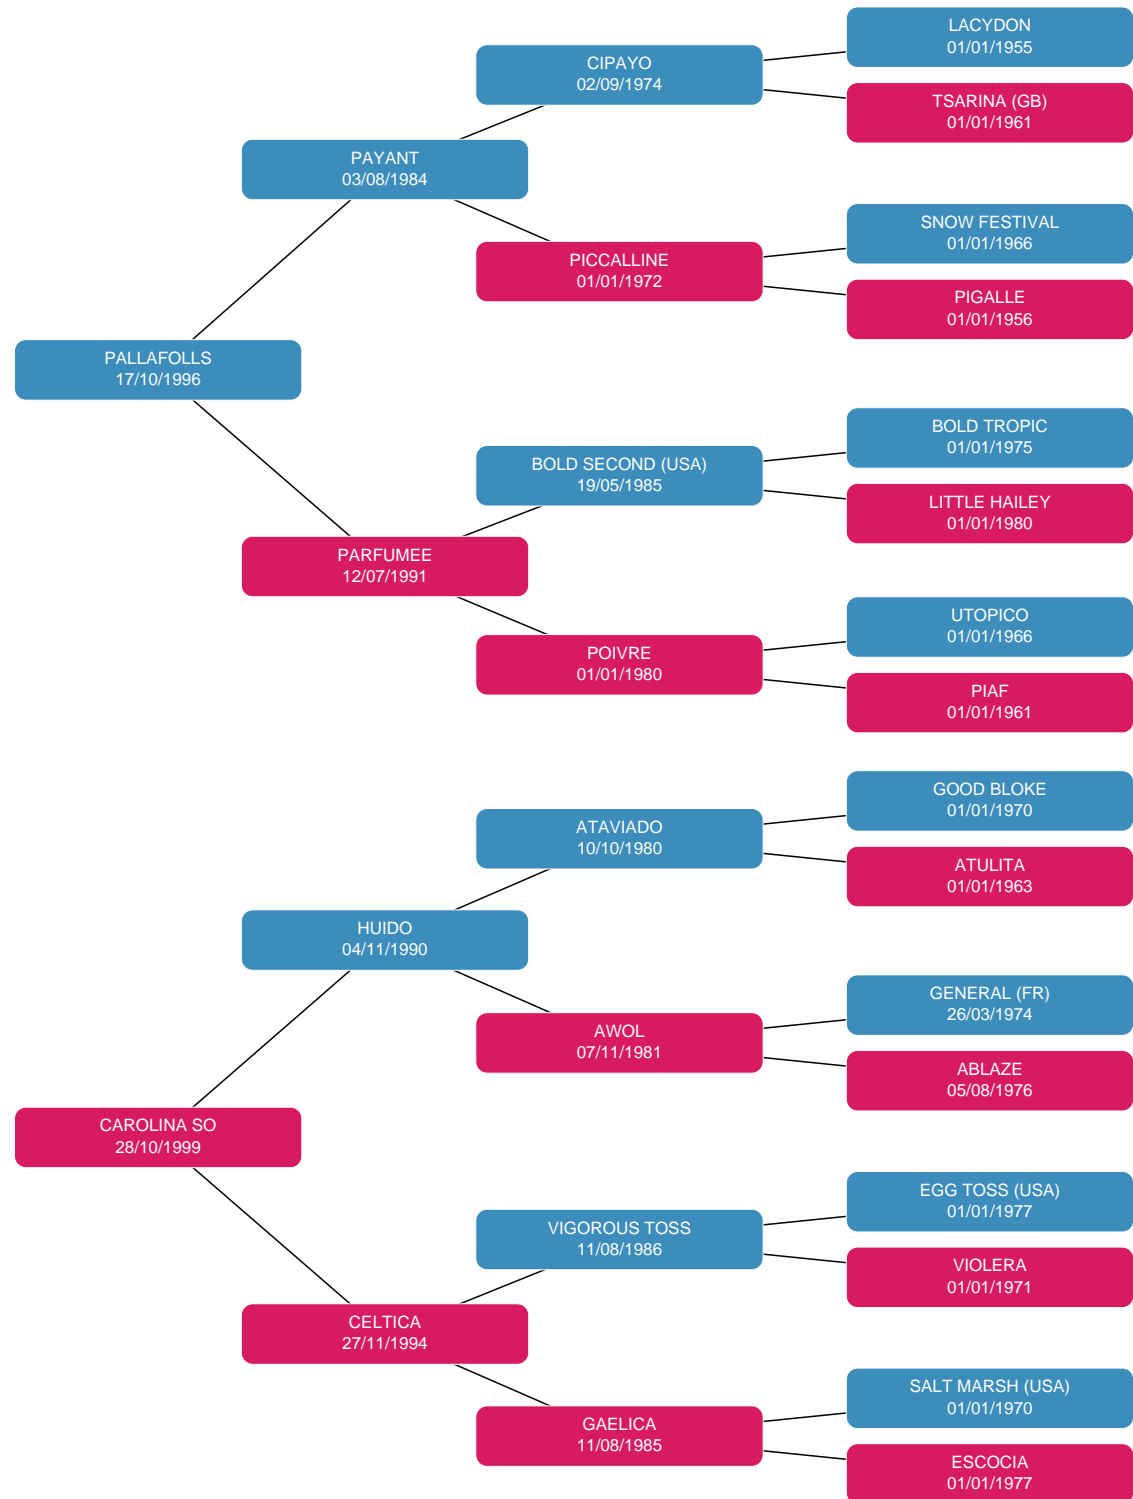 LACYDON
01/01/1955
CIPAYO
02/09/1974
TSARINA (GB)
01/01/1961
PAYANT
03/08/1984
SNOW FESTIVAL
01/01/1966
PICCALLINE
01/01/1972
PIGALLE
01/01/1956
PALLAFOLLS
17/10/1996
BOLD TROPIC
01/01/1975
BOLD SECOND (USA)
19/05/1985
LITTLE HAILEY
01/01/1980
PARFUMEE
12/07/1991
UTOPICO
01/01/1966
POIVRE
01/01/1980
PIAF
01/01/1961
GOOD BLOKE
01/01/1970
ATAVIADO
10/10/1980
ATULITA
01/01/1963
HUIDO
04/11/1990
GENERAL (FR)
26/03/1974
AWOL
07/11/1981
ABLAZE
05/08/1976
CAROLINA SO
28/10/1999
EGG TOSS (USA)
01/01/1977
VIGOROUS TOSS
11/08/1986
VIOLERA
01/01/1971
CELTICA
27/11/1994
SALT MARSH (USA)
01/01/1970
GAELICA
11/08/1985
ESCOCIA
01/01/1977